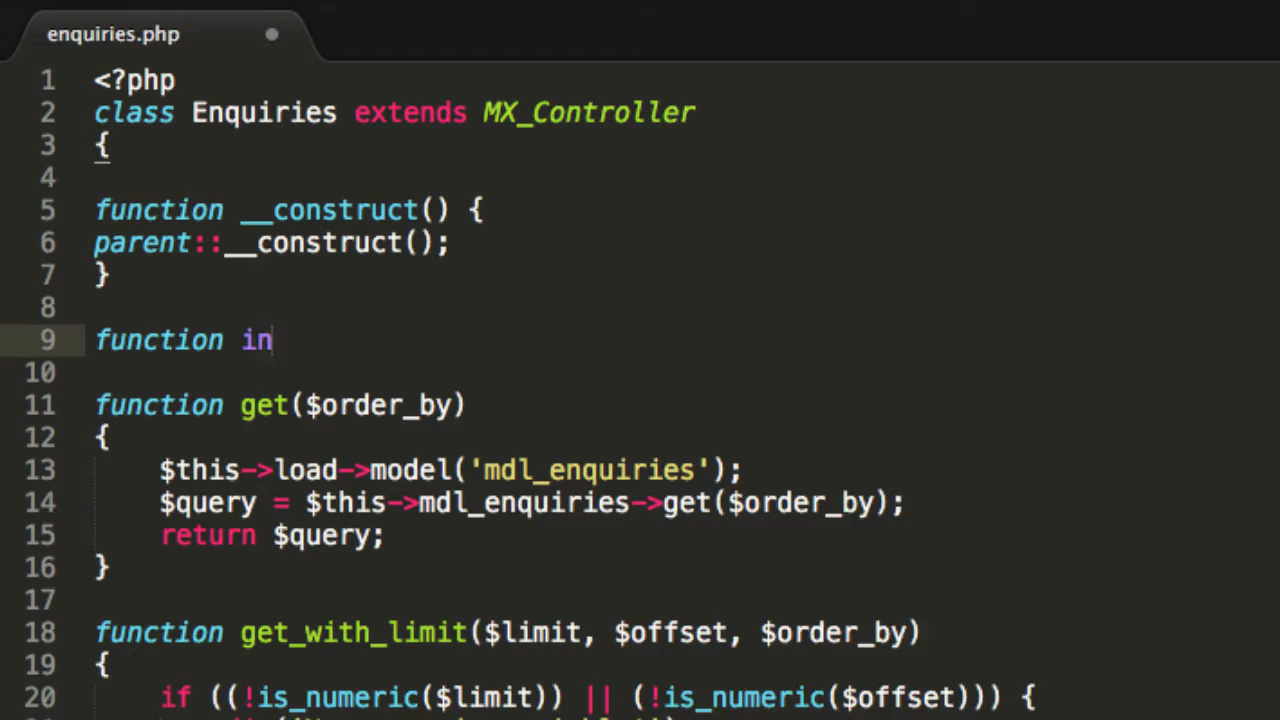 enquiries.php
1 <?php
2 class Enquiries extends MX_Controller
3 {
4
5 function __construct() {
6 parent::__construct();
7 }
8
9 function in
10
11 function get($order_by)
12 {
13 $this->load->model('mdl_enquiries');
14 $query = $this->mdl_enquiries->get($order_by);
15 return $query;
16 }
17
18 function get_with_limit($limit, $offset, $order_by)
19 {
20 if ((!is_numeric($limit)) || (!is_numeric($offset))) {